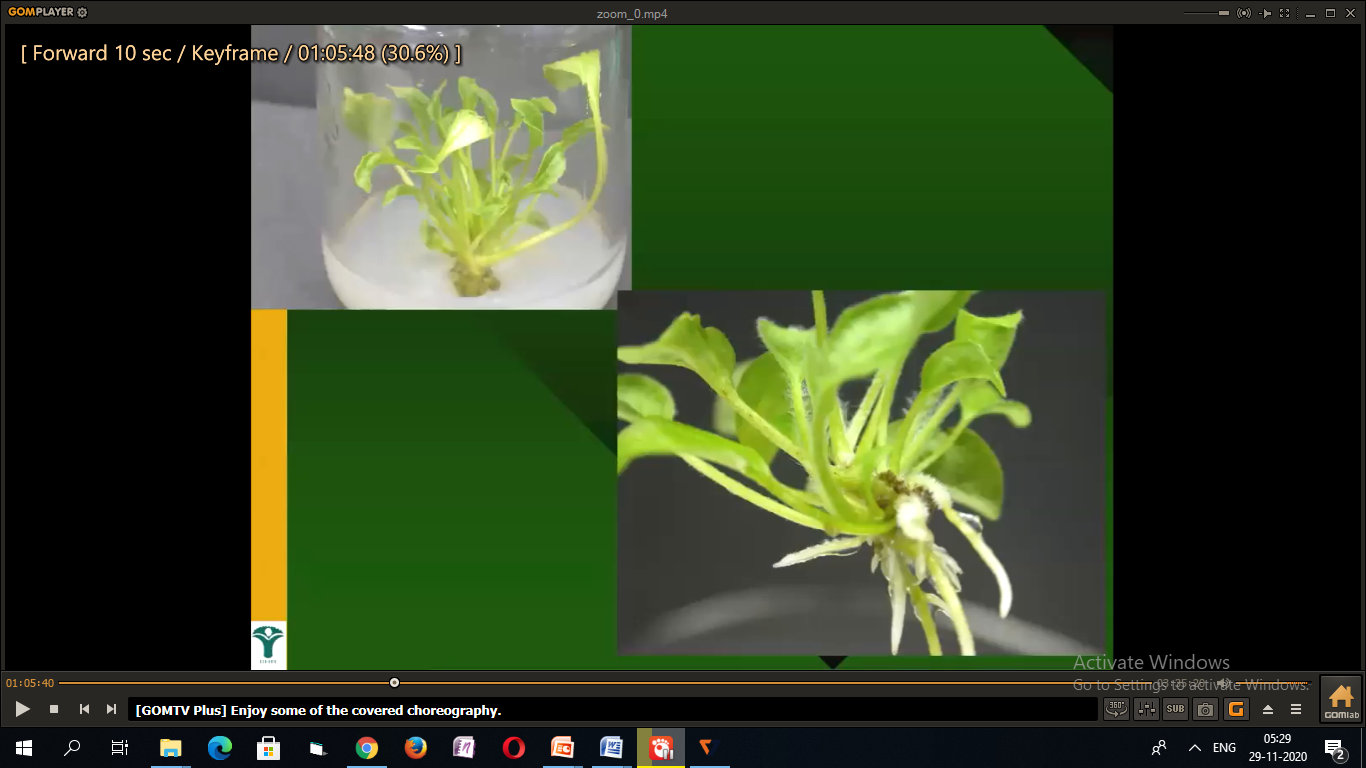 GOMPLAYER
zoom_0.mp4
[ Forward 10 sec / Keyframe / 01:05:48 (30.6%) ]
Activate Windows
Go to Settings to activate Windows.
01:05:40
[GOMTV Plus] Enjoy some of the covered choreography.
360°
SUB
G
GOMlab
ENG
05:29
29-11-2020
2